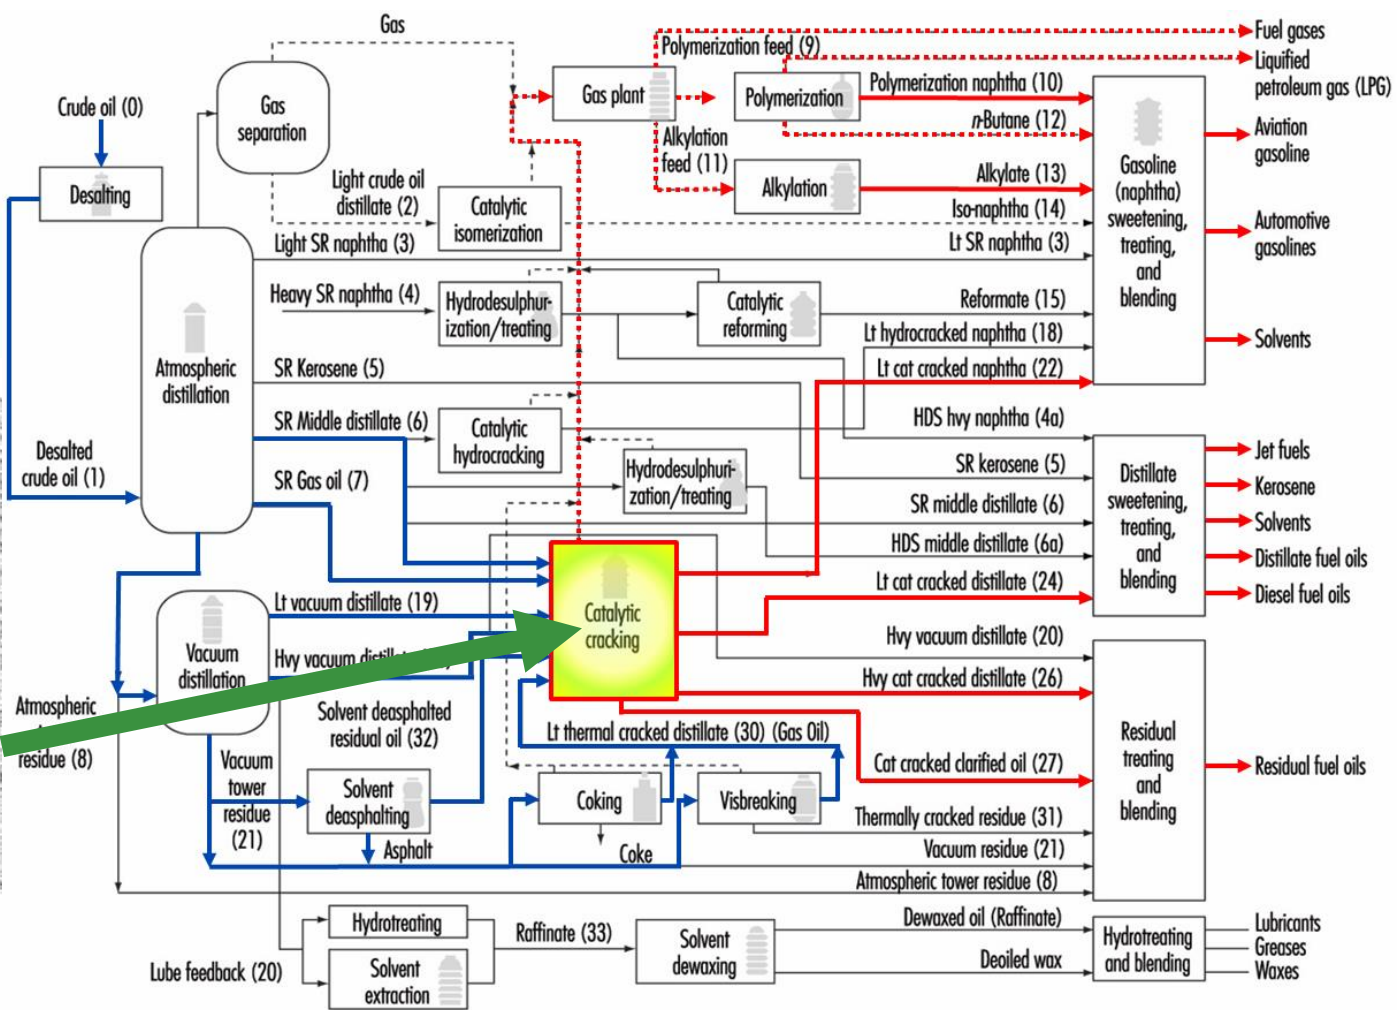 Gas
Polymerization feed (9)
Fuel gases
Liquified
petroleum gas (LPG)
Crude oil (0)
Gas
separation
Gas plant
Polymerization
Polymerization naphtha (10)
n-Butane (12)
Aviation
gasoline
Desalting
Light crude oil
distillate (2)
Catalytic
isomerization
Alkylation
feed (11)
Alkylation
Alkylate (13)
Iso-naphtha (14)
Gasoline
(naphtha)
sweetening,
treating,
and
blending
Automotive
gasolines
Light SR naphtha (3)
Lt SR naphtha (3)
Heavy SR naphtha (4)
Hydrodesulphur-
ization/treating
Catalytic
reforming
Reformate (15)
Lt hydrocracked naphtha (18)
Solvents
Atmospheric
distillation
SR Kerosene (5)
Lt cat cracked naphtha (22)
SR Middle distillate (6)
Catalytic
hydrocracking
HDS hvy naphtha (4a)
Desalted
crude oil (1)
SR Gas oil (7)
Hydrodesulphuri-
zation/treating
SR kerosene (5)
SR middle distillate (6)
HDS middle distillate (6a)
Distillate
sweetening,
treating,
and
blending
Jet fuels
Kerosene
Solvents
Distillate fuel oils
Diesel fuel oils
Lt cat cracked distillate (24)
Catalytic
cracking
Lt vacuum distillate (19)
Vacuum
distillation
Hvy vacuum distillate
Hvy vacuum distillate (20)
Hvy cat cracked distillate (26)
Atmospheric
residue (8)
Solvent deasphalted
residual oil (32)
Lt thermal cracked distillate (30) (Gas Oil)
Cat cracked clarified oil (27)
Residual
treating
and
blending
Residual fuel oils
Vacuum
tower
residue
(21)
Solvent
deasphalting
Asphalt
Coking
Coke
Visbreaking
Thermally cracked residue (31)
Vacuum residue (21)
Atmospheric tower residue (8)
Lube feedback (20)
Hydrotreating
Solvent
extraction
Raffinate (33)
Solvent
dewaxing
Dewaxed oil (Raffinate)
Deoiled wax
Hydrotreating
and blending
Lubricants
Greases
Waxes